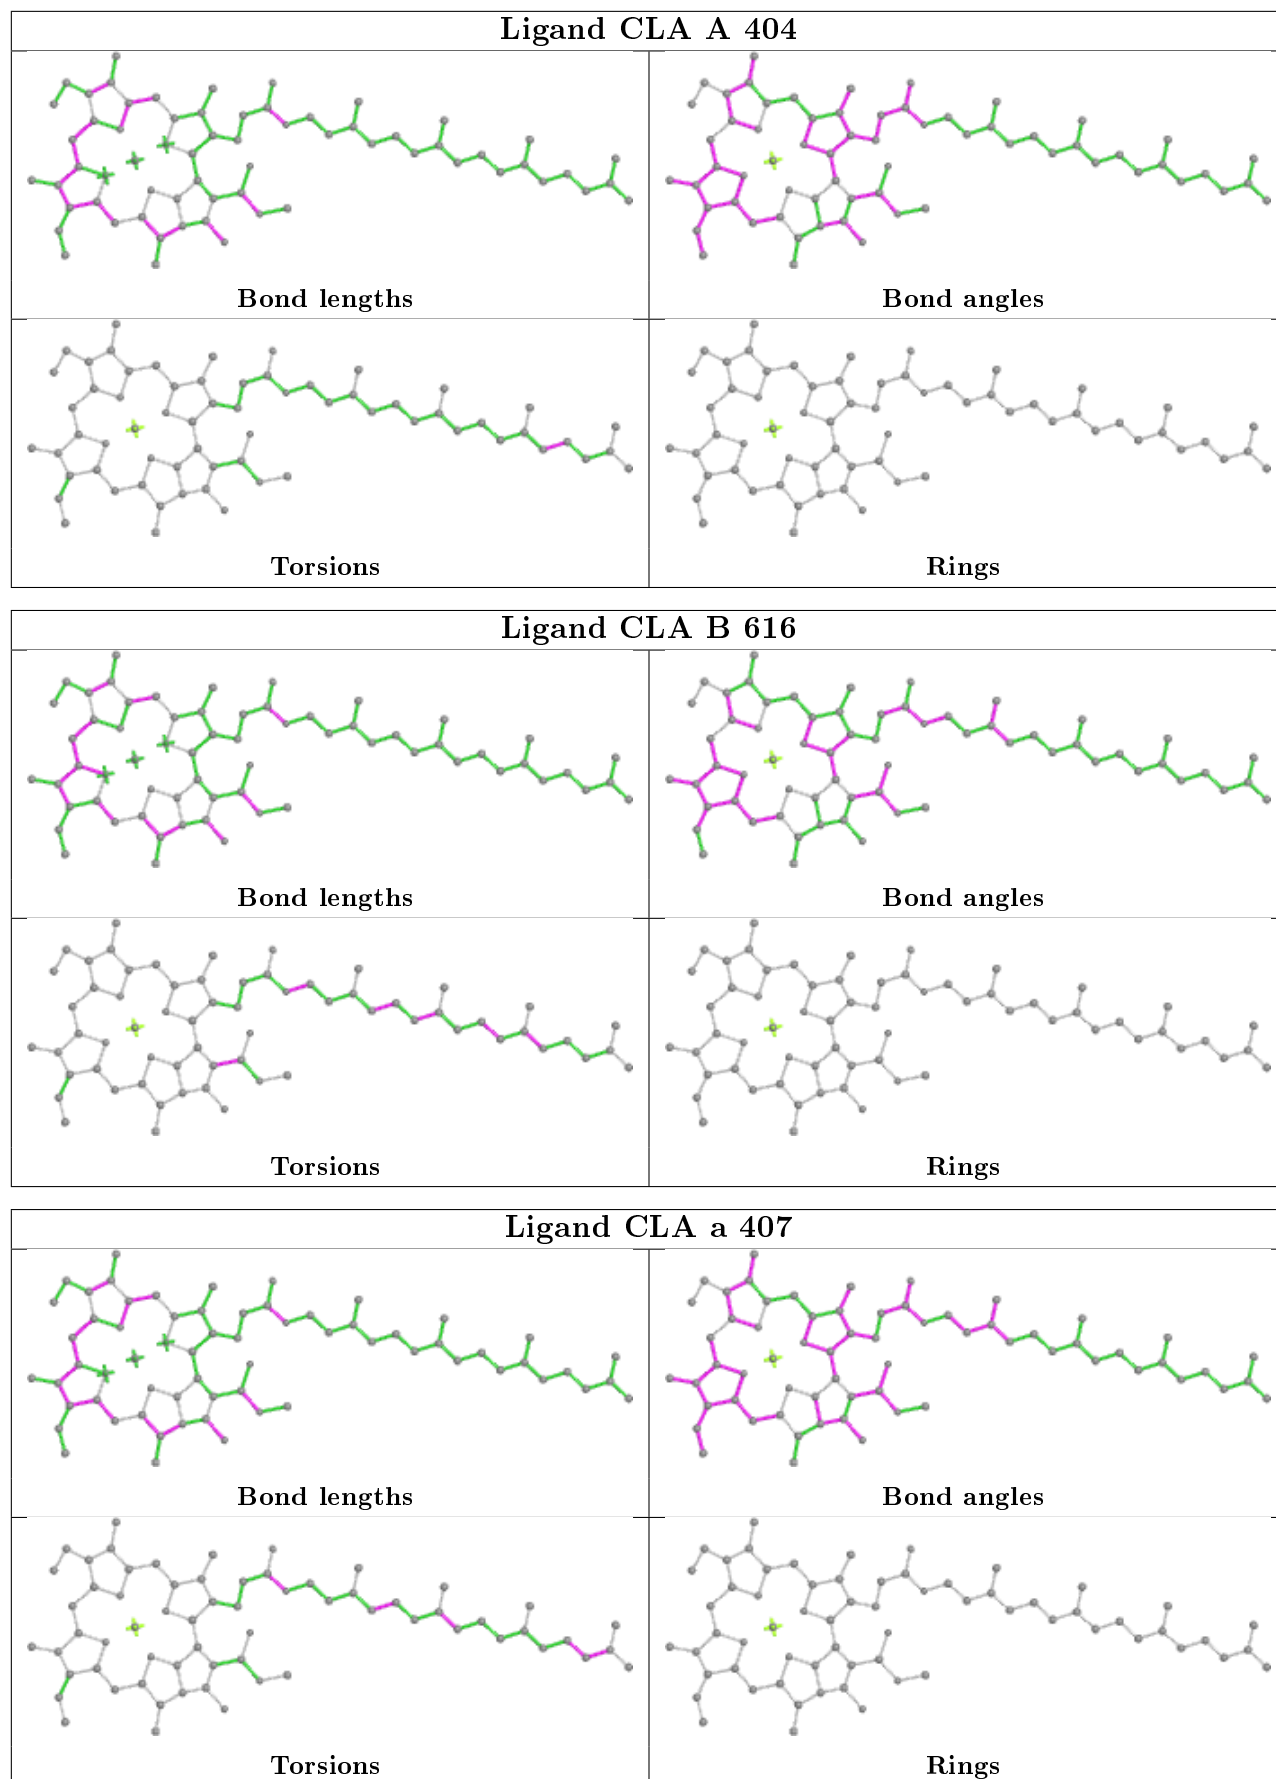 Ligand CLA A 404
Bond lengths
Bond angles
Torsions
Rings
Ligand CLA B 616
Bond lengths
Bond angles
Torsions
Rings
Ligand CLA a 407
Bond lengths
Bond angles
Torsions
Rings